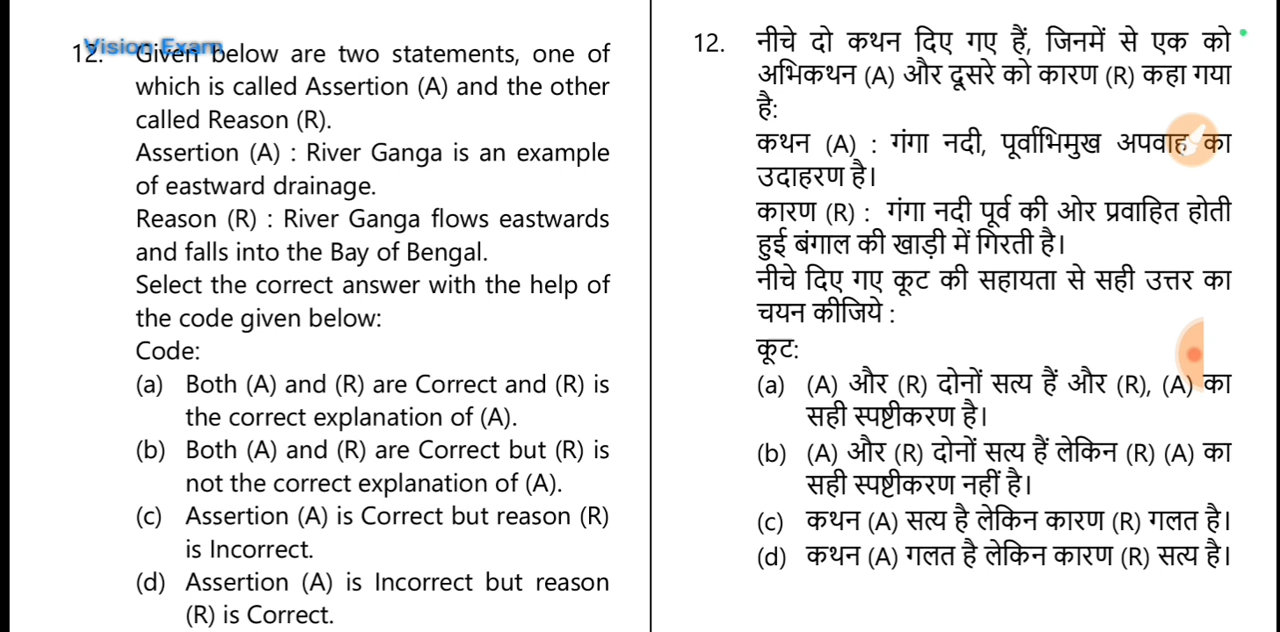 Vision Exam
12. Given below are two statements, one of
which is called Assertion (A) and the other
called Reason (R).
Assertion (A) : River Ganga is an example
of eastward drainage.
Reason (R) : River Ganga flows eastwards
and falls into the Bay of Bengal.
Select the correct answer with the help of
the code given below:
Code:
(a) Both (A) and (R) are Correct and (R) is
the correct explanation of (A).
(b) Both (A) and (R) are Correct but (R) is
not the correct explanation of (A).
(c) Assertion (A) is Correct but reason (R)
is Incorrect.
(d) Assertion (A) is Incorrect but reason
(R) is Correct.
12. नीचे दो कथन दिए गए हैं, जिनमें से एक को
अभिकथन (A) और दूसरे को कारण (R) कहा गया
है:
कथन (A) : गंगा नदी, पूर्वाभिमुख अपवाह का
उदाहरण है।
कारण (R) : गंगा नदी पूर्व की ओर प्रवाहित होती
हुई बंगाल की खाड़ी में गिरती है।
नीचे दिए गए कूट की सहायता से सही उत्तर का
चयन कीजिये :
कूट:
(a) (A) और (R) दोनों सत्य हैं और (R), (A) का
सही स्पष्टीकरण है।
(b) (A) और (R) दोनों सत्य हैं लेकिन (R) (A) का
सही स्पष्टीकरण नहीं है।
(c) कथन (A) सत्य है लेकिन कारण (R) गलत है।
(d) कथन (A) गलत है लेकिन कारण (R) सत्य है।